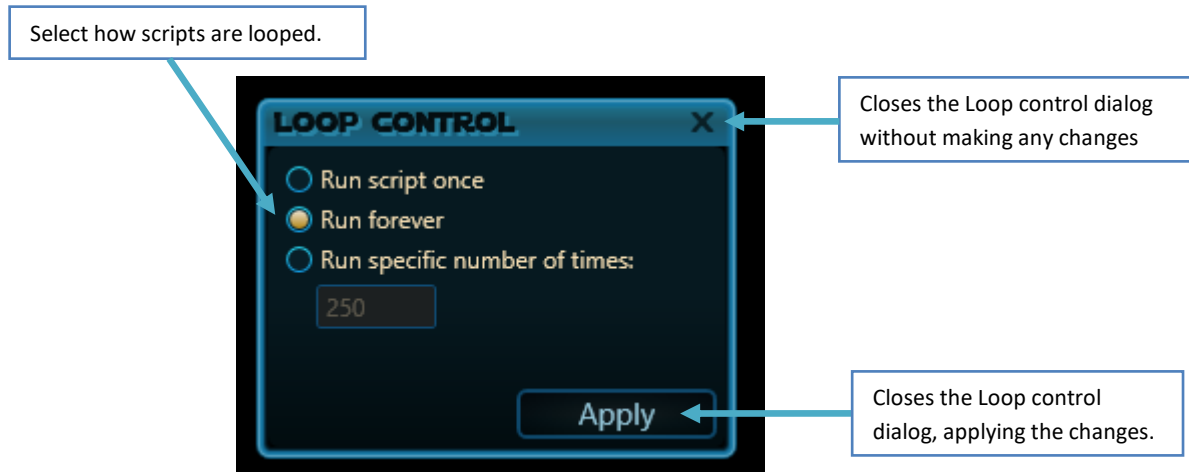 Select how scripts are looped.
LOOP CONTROL X
Closes the Loop control dialog
without making any changes
Run script once
Run forever
Run specific number of times:
250
Apply
Closes the Loop control
dialog, applying the changes.